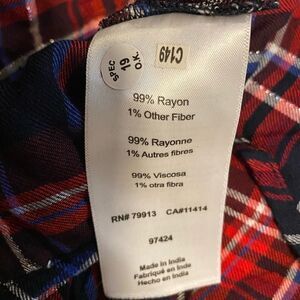 SPEC
19
O.K.
C149
99% Rayon
1% Other Fiber
99% Rayonne
1% Autres fibres
99% Viscosa
1% otra fibra
RN# 79913 CA#11414
97424
Made in India
Fabriqué en Inde
Hecho en India